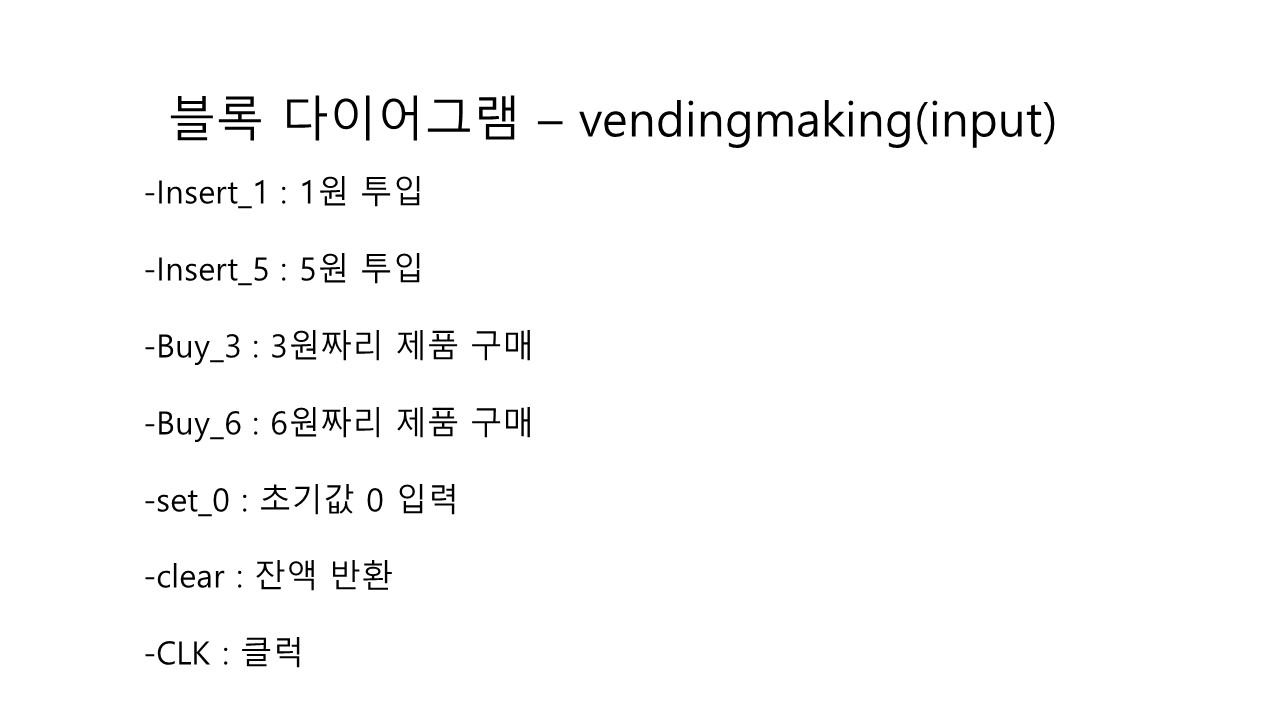 블록 다이어그램 – vendingmaking(input)
-Insert_1 : 1원 투입
-Insert_5 : 5원 투입
-Buy_3 : 3원짜리 제품 구매
-Buy_6 : 6원짜리 제품 구매
-set_0 : 초기값 0 입력
-clear : 잔액 반환
-CLK : 클럭